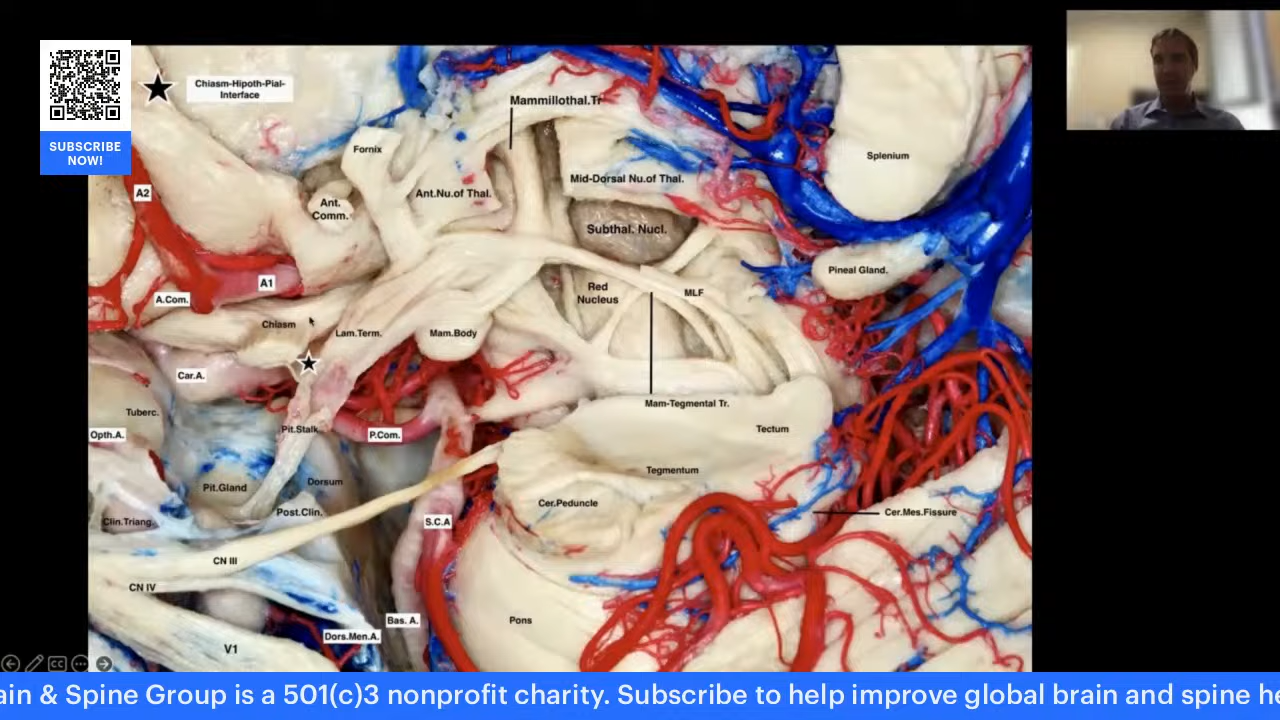 Chiasm-Hipoth-Pial-
Interface
SUBSCRIBE
NOW!
Mammillothal.Tr
Fornix
Splenium
Mid-Dorsal Nu.of Thal.
A2
Ant.Nu.of Thal.
Ant.
Comm.
Subthal. Nucl.
Pineal Gland.
A1
Red
Nucleus
MLF
A.Com.
Chiasm
Lam.Term.
Mam.Body
Car.A.
Mam-Tegmental Tr.
Tuberc.
Pit.Stalk.
Tectum
Opth.A.
P.Com.
Tegmentum
Dorsum
Pit.Gland
Cer.Peduncle
Post.Clin.
Cer.Mes.Fissure
Clin.Triang.
S.C.A
CN III
CN IV
Bas. A.
Pons
Dors.Men.A.
V1
CC
ain & Spine Group is a 501(c)3 nonprofit charity. Subscribe to help improve global brain and spine he